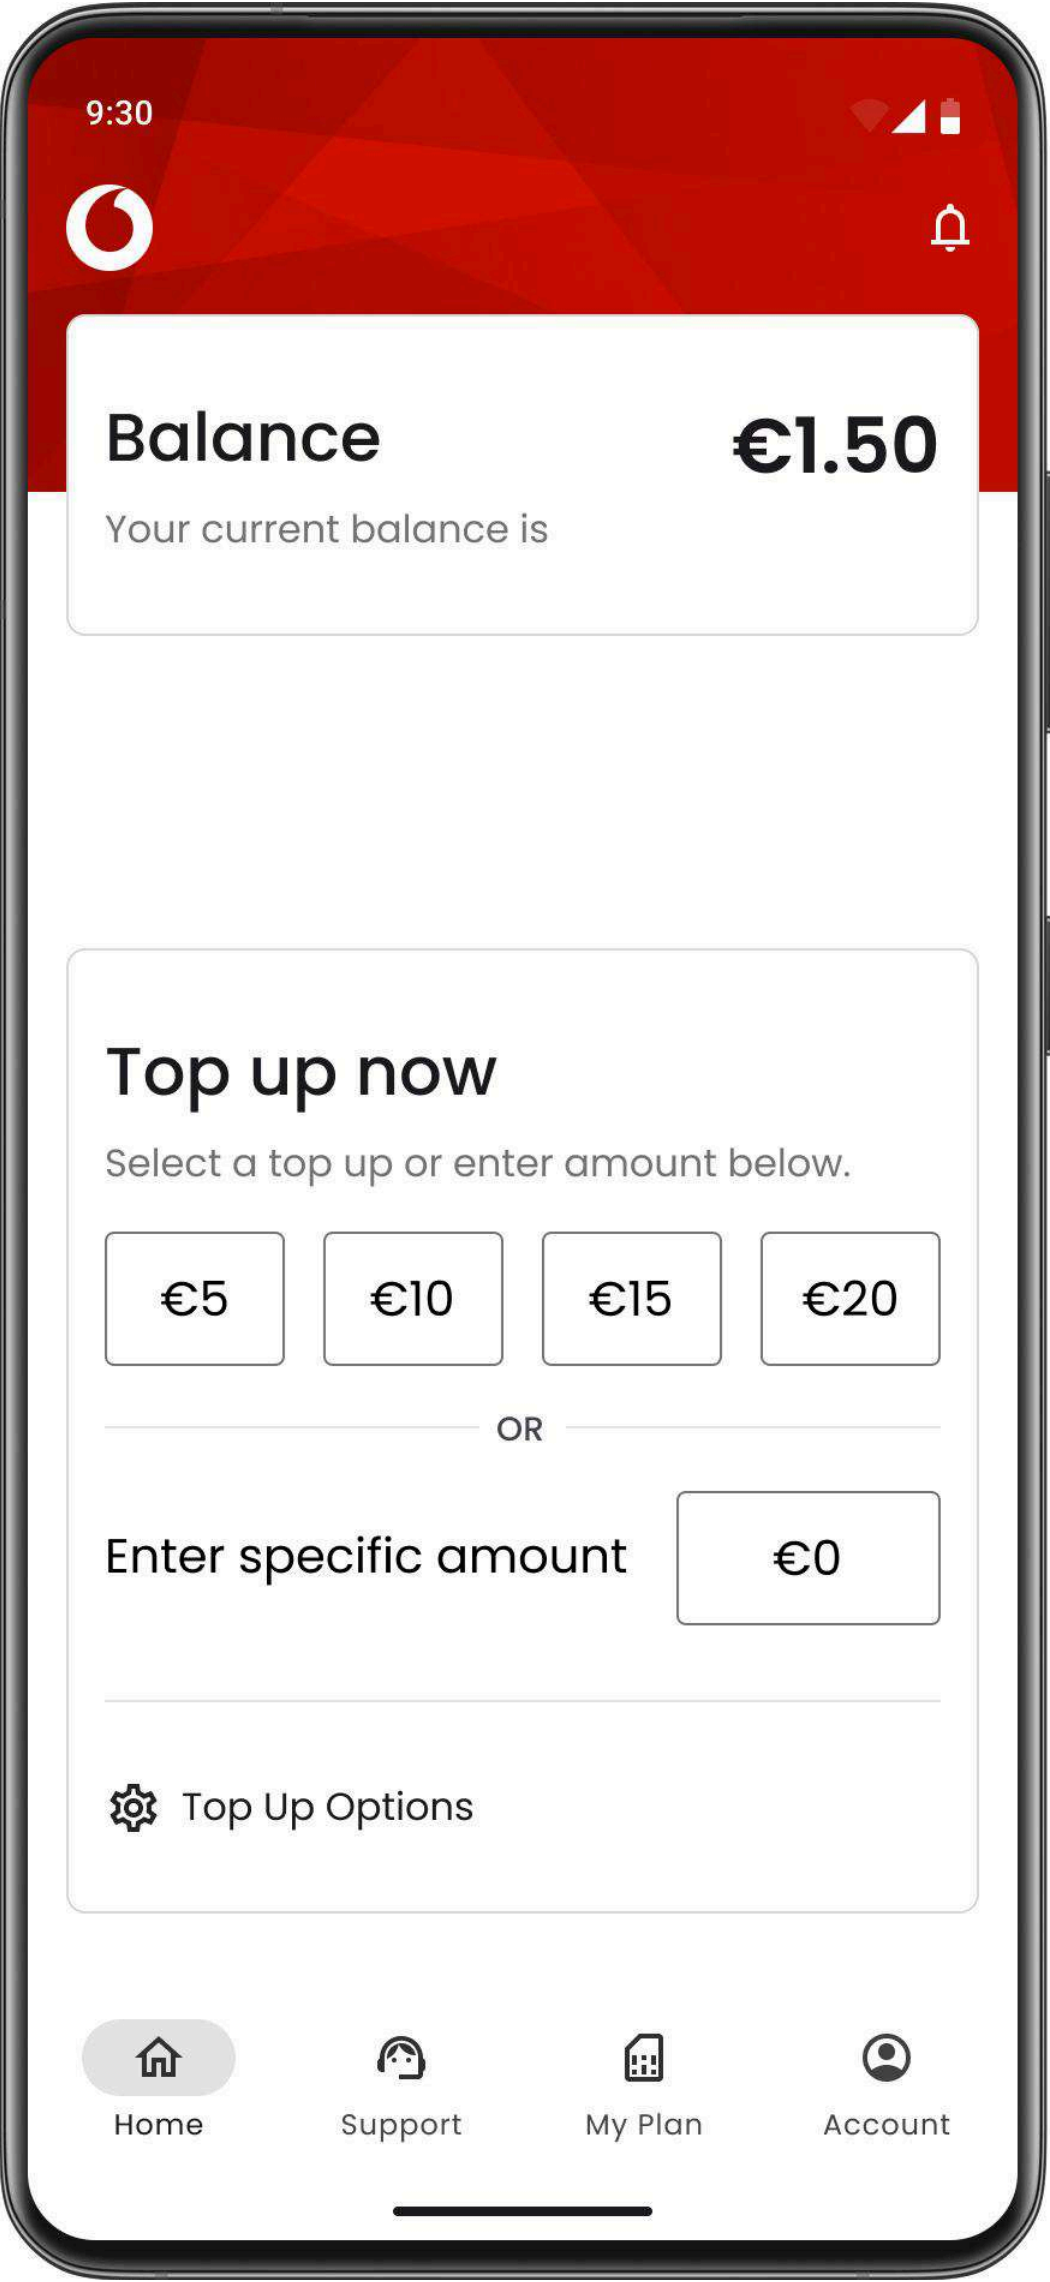 9:30
Balance
€1.50
Your current balance is
Top up now
Select a top up or enter amount below.
€5 €10 €15 €20
OR
Enter specific amount €0
Top Up Options
Home Support My Plan Account